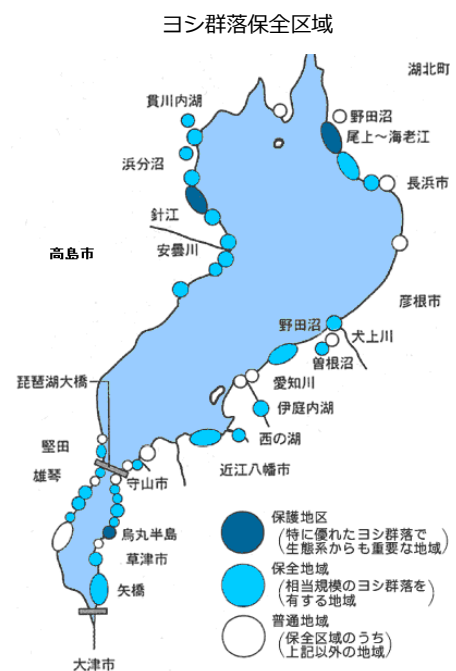 ヨシ群落保全区域
湖北町
貫川内湖
野田沼
尾上〜海老江
浜分沼
長浜市
針江
安曇川
高島市
彦根市
野田沼
犬上川
曽根沼
琵琶湖大橋
愛知川
伊庭内湖
堅田
西の湖
雄琴
守山市
近江八幡市
烏丸半島
草津市
矢橋
大津市
保護地区
(特に優れたヨシ群落で
生態系からも重要な地域)
保全地域
(相当規模のヨシ群落を
有する地域)
普通地域
(保全区域のうち
上記以外の地域)